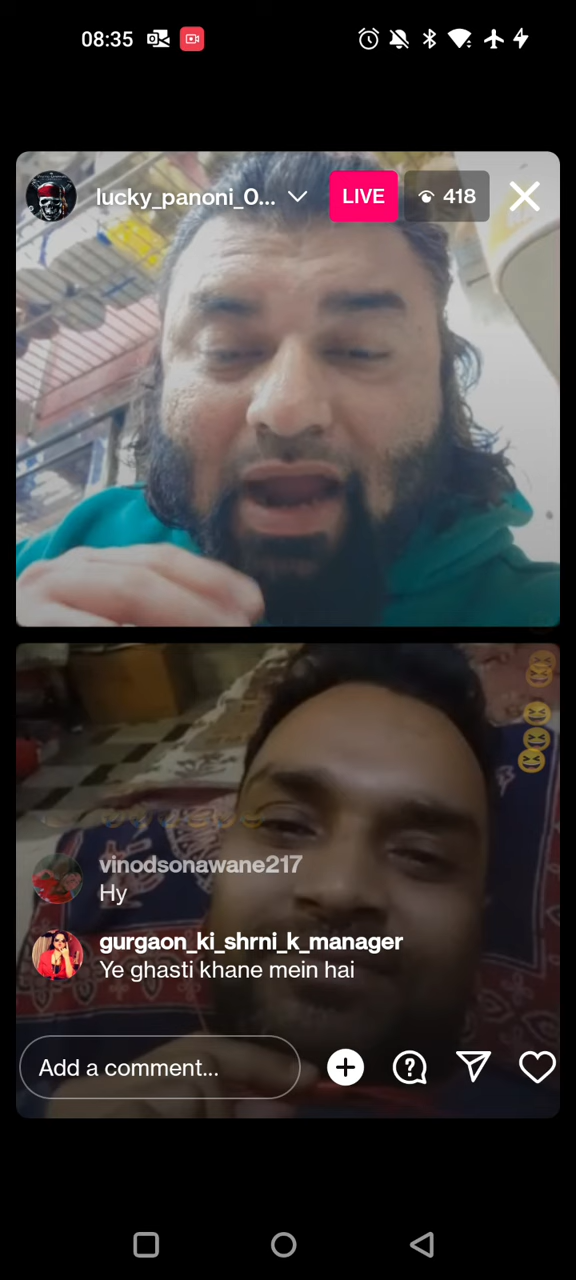 08:35
lucky_panoni_0...
LIVE
418
vinodsonawane217
Hy
gurgaon_ki_shrni_k_manager
Ye ghasti khane mein hai
Add a comment...